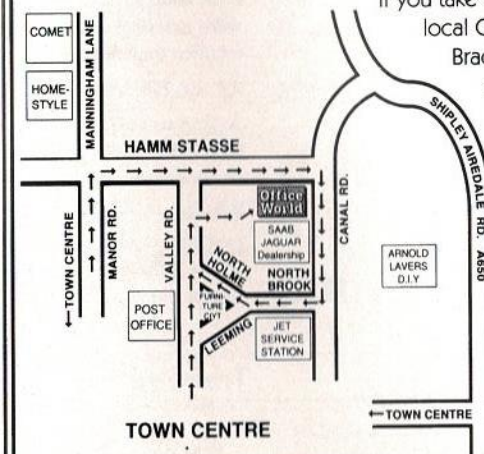 If you take
local
Brad
COMET
HOME-
STYLE
MANNINGHAM LANE
HAMM STASSE
SHIPLEY AIREDALE RD. A650
Office
World
SAAB
JAGUAR
Dealership
CANAL RD.
TOWN CENTRE
MANOR RD.
VALLEY RD.
NORTH
HOLME
NORTH
BROOK
ARNOLD
LAVERS
D.I.Y
POST
OFFICE
FURNI
TURE
CIYT
LEEMING
JET
SERVICE
STATION
TOWN CENTRE
TOWN CENTRE